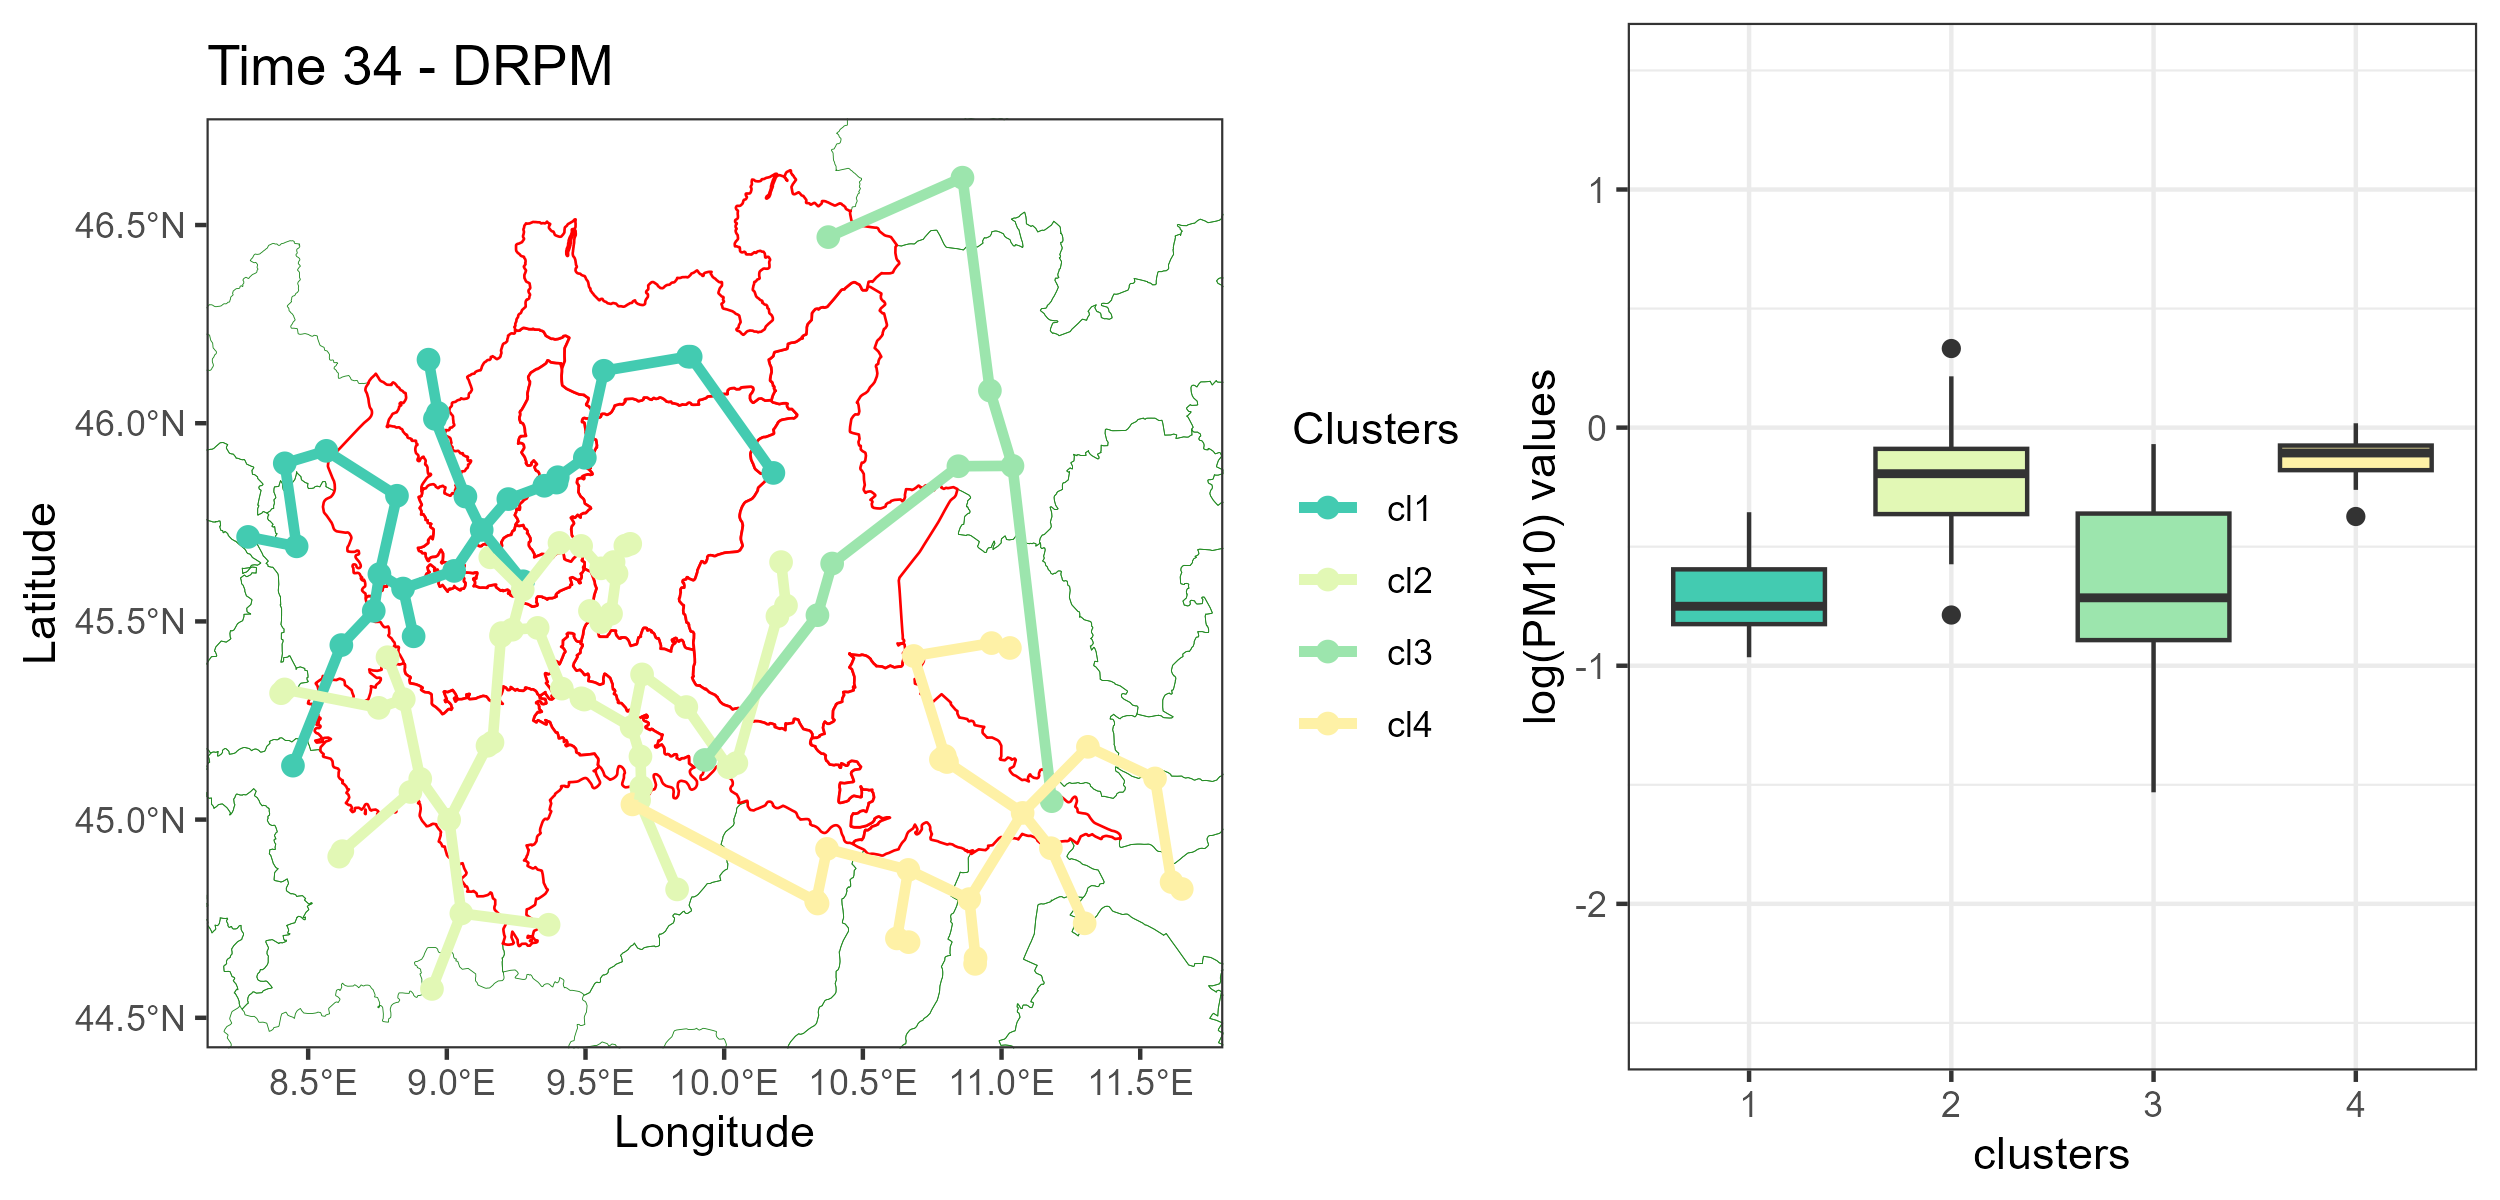 Time 34 - DRPM
Latitude
46.5°N
46.0°N
45.5°N
45.0°N
44.5°N
8.5°E 9.0°E 9.5°E 10.0°E 10.5°E 11.0°E 11.5°E
Longitude
Clusters
cl1
cl2
cl3
cl4
log(PM10)) values
1
0
-1
-2
1 2 3 4
clusters